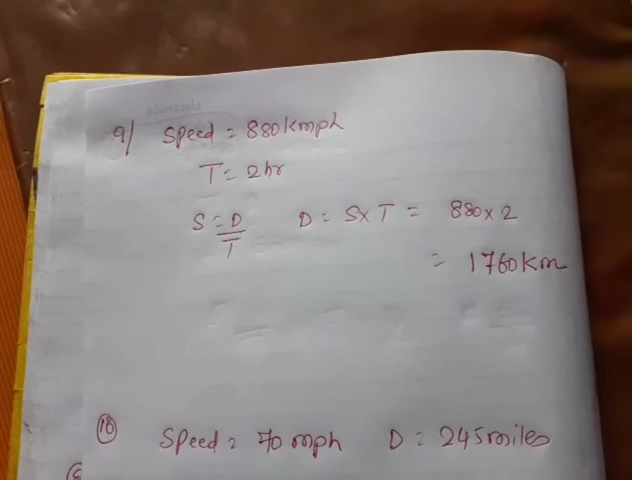 9/ Speed = 880kmph
T = 2hr
S = D/T D = S x T = 880 x 2
= 1760km
10 Speed = 70 mph D = 245miles